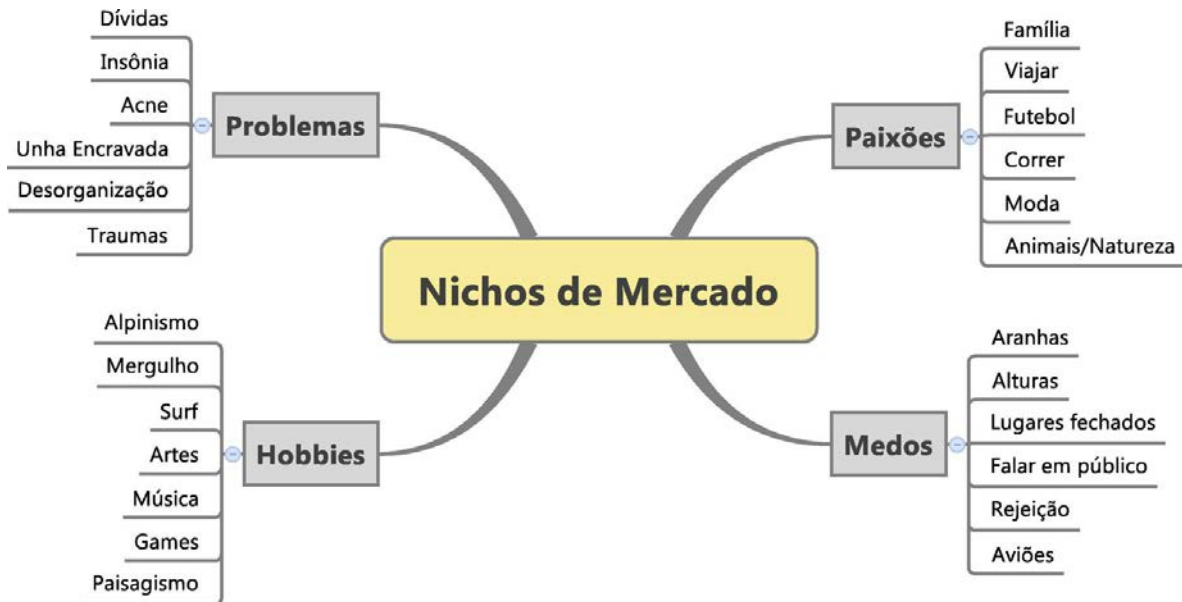 Nichos de Mercado
Problemas
Dívidas
Insônia
Acne
Unha Encravada
Desorganização
Traumas
Paixões
Família
Viajar
Futebol
Correr
Moda
Animais/Natureza
Hobbies
Alpinismo
Mergulho
Surf
Artes
Música
Games
Paisagismo
Medos
Aranhas
Alturas
Lugares fechados
Falar em público
Rejeição
Aviões